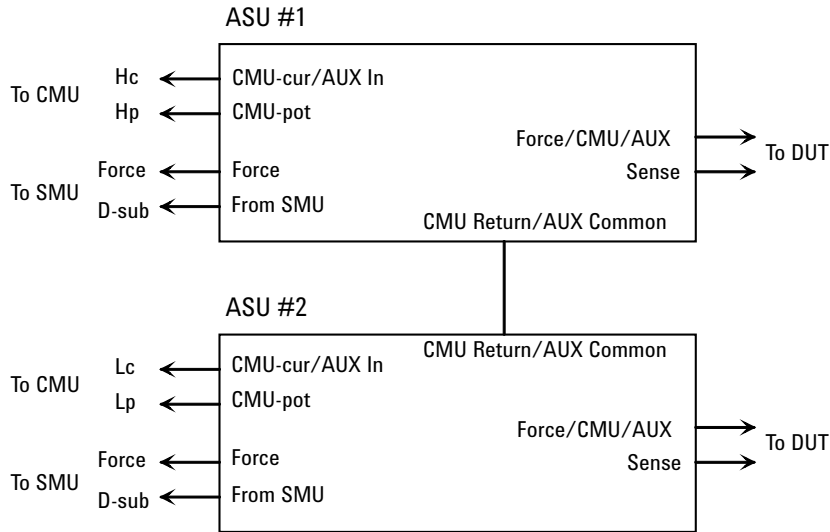 ASU #1
To CMU
Hc
CMU-cur/AUX In
Hp
CMU-pot
Force/CMU/AUX
To DUT
Sense
To SMU
Force
Force
D-sub
From SMU
CMU Return/AUX Common
ASU #2
CMU Return/AUX Common
To CMU
Lc
CMU-cur/AUX In
Lp
CMU-pot
Force/CMU/AUX
To DUT
Sense
To SMU
Force
Force
D-sub
From SMU